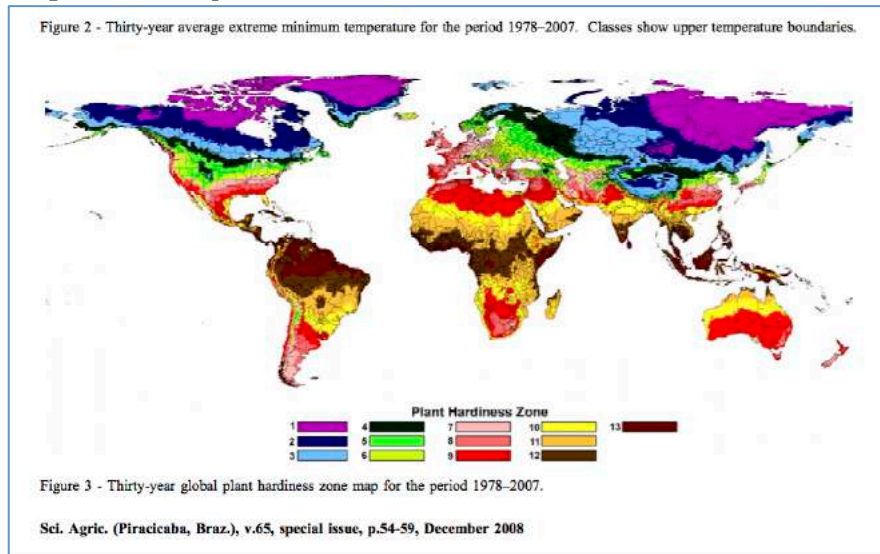 Figure 2 - Thirty-year average extreme minimum temperature for the period 1978–2007. Classes show upper temperature boundaries.
Plant Hardiness Zone
1 4 7 10 13
2 5 8 11
3 6 9 12
Figure 3 - Thirty-year global plant hardiness zone map for the period 1978–2007.
Sci. Agric. (Piracicaba, Braz.), v.65, special issue, p.54-59, December 2008